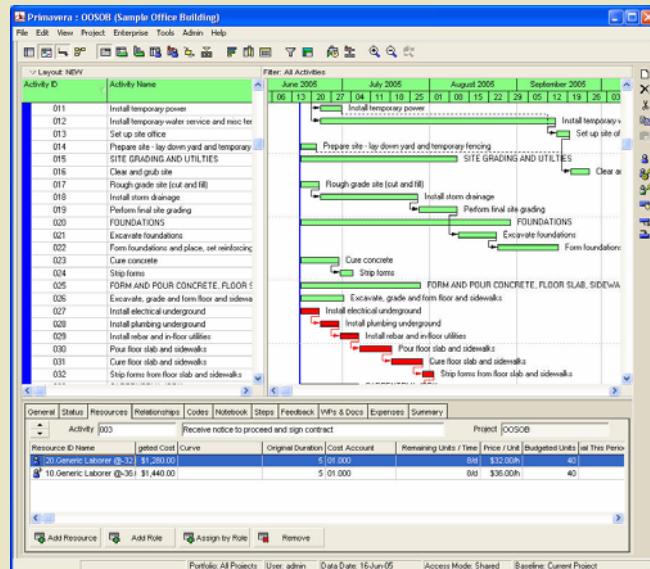 Primavera : OOSOB (Sample Office Building)
File Edit View Project Enterprise Tools Admin Help
Layout: NEW Filter: All Activities
Activity ID Activity Name
June 2005 July 2005 August 2005 September 2005
06 13 20 27 04 11 18 25 01 08 15 22 29 05 12 19 26 03
011 Install temporary power Install temporary power
012 Install temporary water service and misc ten Install temporary v
013 Set up site office Set up site of
014 Prepare site - lay down yard and temporary Prepare site - lay down yard and temporary fencing
015 SITE GRADING AND UTILTIES SITE GRADING AND UTILTIES
016 Clear and grub site Clear a
017 Rough grade site (cut and fill) Rough grade site (cut and fill)
018 Install storm drainage Install storm drainage
019 Perform final site grading Perform final site grading
020 FOUNDATIONS FOUNDATIONS
021 Excavate foundations Excavate foundations
022 Form foundations and place, set reinforcing Form foundations
023 Cure concrete Cure concrete
024 Strip forms Strip forms
025 FORM AND POUR CONCRETE, FLOOR S FORM AND POUR CONCRETE, FLOOR SLAB, SIDEWA
026 Excavate, grade and form floor and sidewa Excavate, grade and form floor and sidewalks
027 Install electrical underground Install electrical underground
028 Install plumbing underground Install plumbing underground
029 Install rebar and in-floor utilities Install rebar and in-floor utilities
030 Pour floor slab and sidewalks Pour floor slab and sidewalks
031 Cure floor slab and sidewalks Cure floor slab and sidewalks
032 Strip forms from floor slab and sidewalks Strip forms from floor slab and sidewalks
General Status Resources Relationships Codes Notebook Steps Feedback WPs & Docs Expenses Summary
Activity 003 Receive notice to proceed and sign contract Project OOSOB
Resource ID Name geted Cost Curve Original Duration Cost Account Remaining Units / Time Price / Unit Budgeted Units ial This Perio
20.Generic Laborer @-32. $1,280.00 5 01.000 8/d $32.00/h 40
10.Generic Laborer @-36. $1,440.00 5 01.000 8/d $36.00/h 40
Add Resource Add Role Assign by Role Remove
Portfolio: All Projects User: admin Data Date: 16-Jun-05 Access Mode: Shared Baseline: Current Project